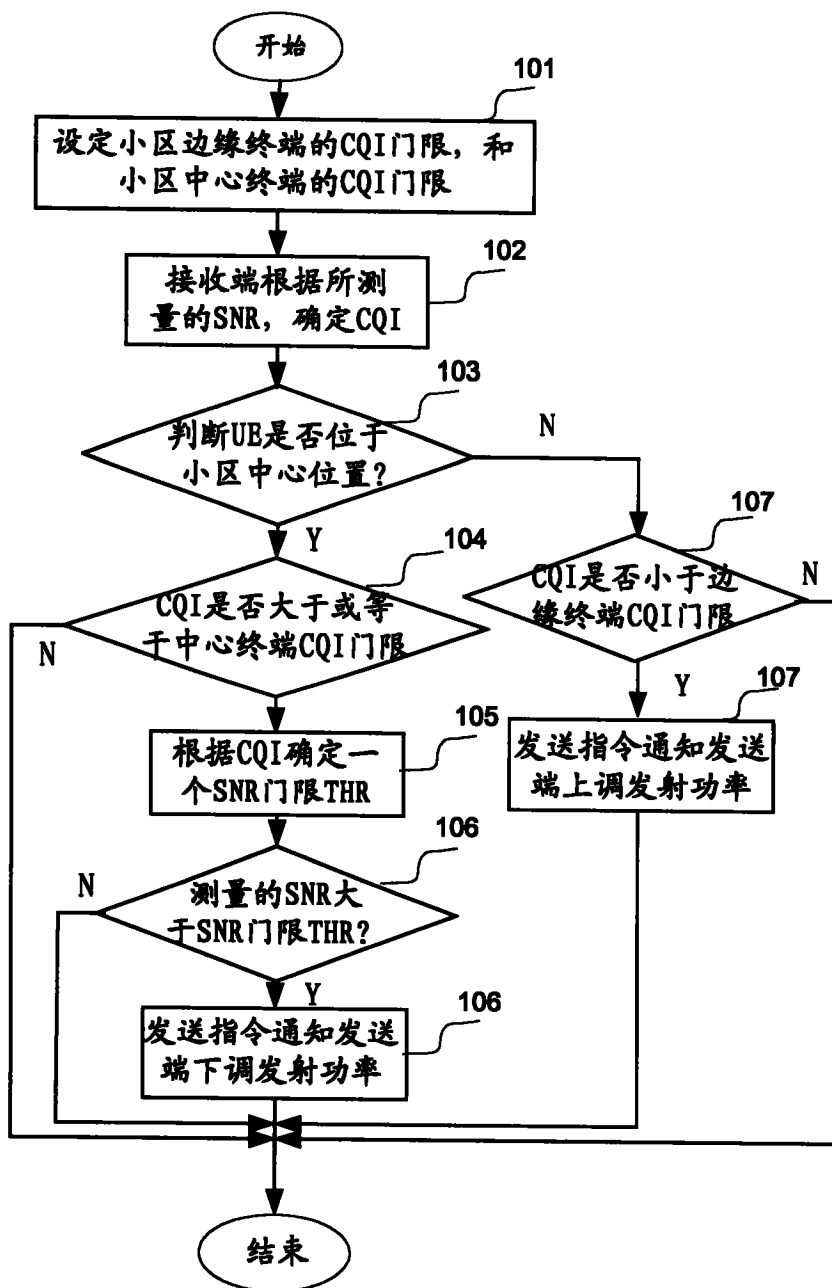 开始
101
设定小区边缘终端的CQI门限，和
小区中心终端的CQI门限
102
接收端根据所测
量的SNR，确定CQI
103
判断UE是否位于
小区中心位置？
N
Y
104
CQI是否大于或等
于中心终端CQI门限
N
107
CQI是否小于边
缘终端CQI门限
N
Y
105
根据CQI确定一
个SNR门限THR
107
发送指令通知发送
端上调发射功率
106
测量的SNR大
于SNR门限THR？
N
Y
106
发送指令通知发送
端下调发射功率
结束